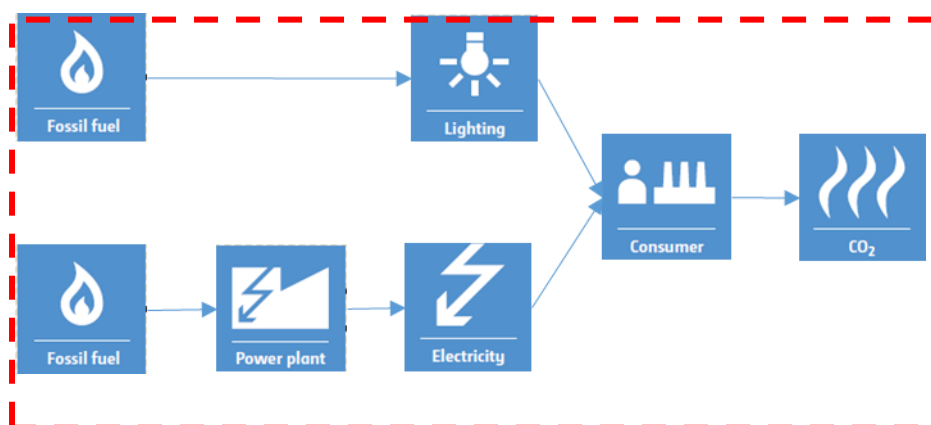 Fossil fuel
Lighting
Consumer
CO₂
Fossil fuel
Power plant
Electricity